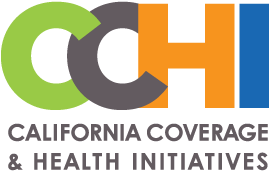 CCHI
CALIFORNIA COVERAGE
& HEALTH INITIATIVES